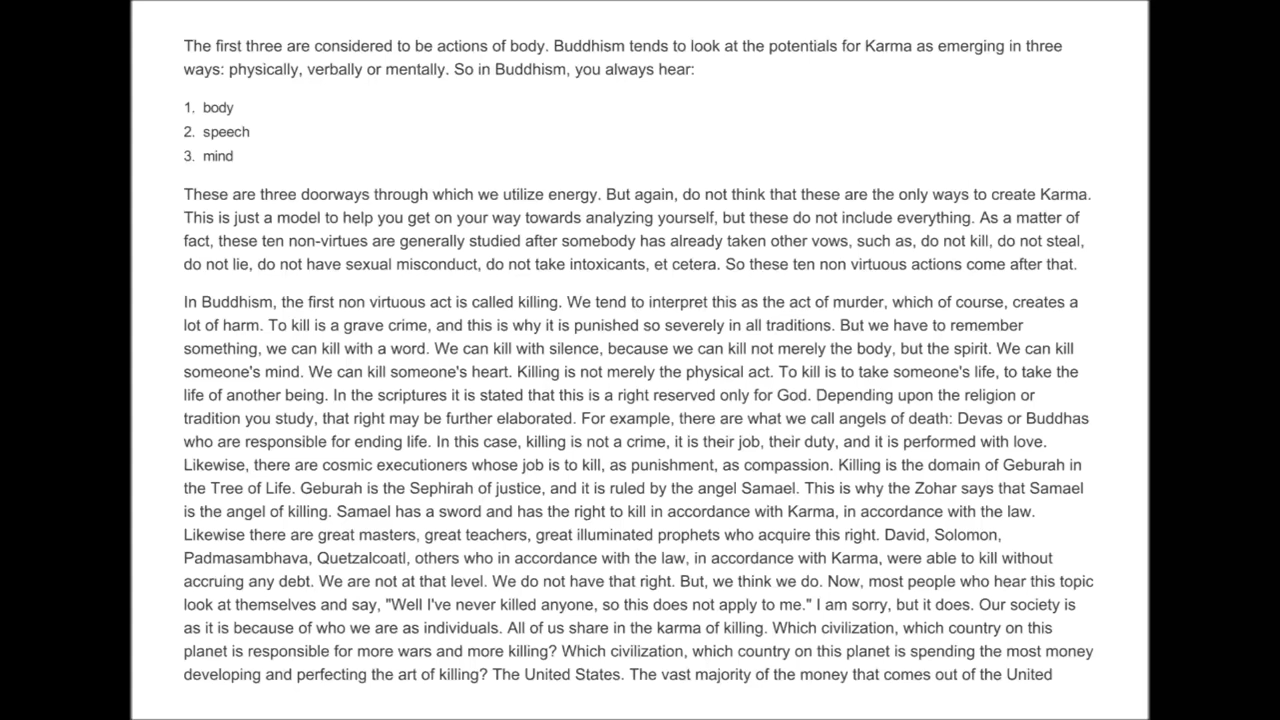 The first three are considered to be actions of body. Buddhism tends to look at the potentials for Karma as emerging in three
ways: physically, verbally or mentally. So in Buddhism, you always hear:
1. body
2. speech
3. mind
These are three doorways through which we utilize energy. But again, do not think that these are the only ways to create Karma.
This is just a model to help you get on your way towards analyzing yourself, but these do not include everything. As a matter of
fact, these ten non-virtues are generally studied after somebody has already taken other vows, such as, do not kill, do not steal,
do not lie, do not have sexual misconduct, do not take intoxicants, et cetera. So these ten non virtuous actions come after that.
In Buddhism, the first non virtuous act is called killing. We tend to interpret this as the act of murder, which of course, creates a
lot of harm. To kill is a grave crime, and this is why it is punished so severely in all traditions. But we have to remember
something, we can kill with a word. We can kill with silence, because we can kill not merely the body, but the spirit. We can kill
someone's mind. We can kill someone's heart. Killing is not merely the physical act. To kill is to take someone's life, to take the
life of another being. In the scriptures it is stated that this is a right reserved only for God. Depending upon the religion or
tradition you study, that right may be further elaborated. For example, there are what we call angels of death: Devas or Buddhas
who are responsible for ending life. In this case, killing is not a crime, it is their job, their duty, and it is performed with love.
Likewise, there are cosmic executioners whose job is to kill, as punishment, as compassion. Killing is the domain of Geburah in
the Tree of Life. Geburah is the Sephirah of justice, and it is ruled by the angel Samael. This is why the Zohar says that Samael
is the angel of killing. Samael has a sword and has the right to kill in accordance with Karma, in accordance with the law.
Likewise there are great masters, great teachers, great illuminated prophets who acquire this right. David, Solomon,
Padmasambhava, Quetzalcoatl, others who in accordance with the law, in accordance with Karma, were able to kill without
accruing any debt. We are not at that level. We do not have that right. But, we think we do. Now, most people who hear this topic
look at themselves and say, "Well I've never killed anyone, so this does not apply to me." I am sorry, but it does. Our society is
as it is because of who we are as individuals. All of us share in the karma of killing. Which civilization, which country on this
planet is responsible for more wars and more killing? Which civilization, which country on this planet is spending the most money
developing and perfecting the art of killing? The United States. The vast majority of the money that comes out of the United